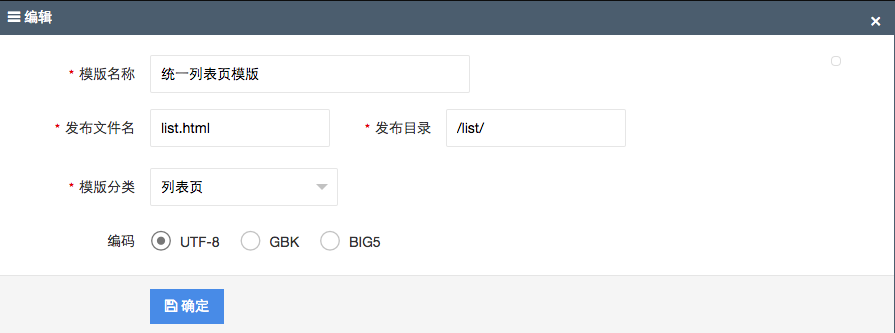 编辑
* 模版名称 统一列表页模版
* 发布文件名 list.html * 发布目录 /list/
* 模版分类 列表页
编码 UTF-8 GBK BIG5
确定